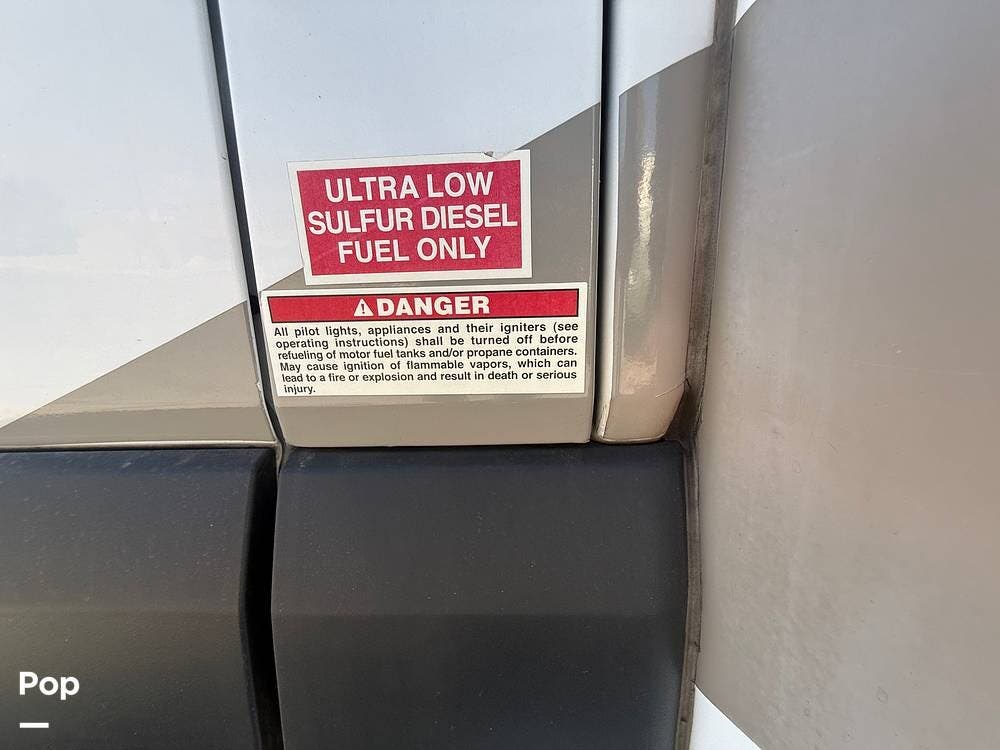 ULTRA LOW
SULFUR DIESEL
FUEL ONLY
⚠DANGER
All pilot lights, appliances and their igniters (see
operating instructions) shall be turned off before
refueling of motor fuel tanks and/or propane containers.
May cause ignition of flammable vapors, which can
lead to a fire or explosion and result in death or serious
injury.
Pop